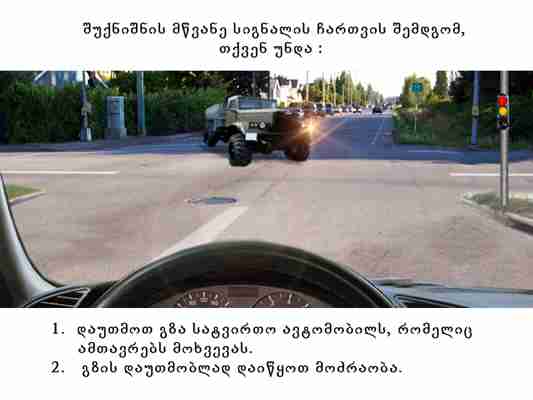 შუქნიშნის მწვანე სიგნალის ჩართვის შემდგომ,
თქვენ უნდა :
1. დაუთმოთ გზა სატვირთო ავტომობილს, რომელიც
ამთავრებს მოხვევას.
2. გზის დაუთმობლად დაიწყოთ მოძრაობა.